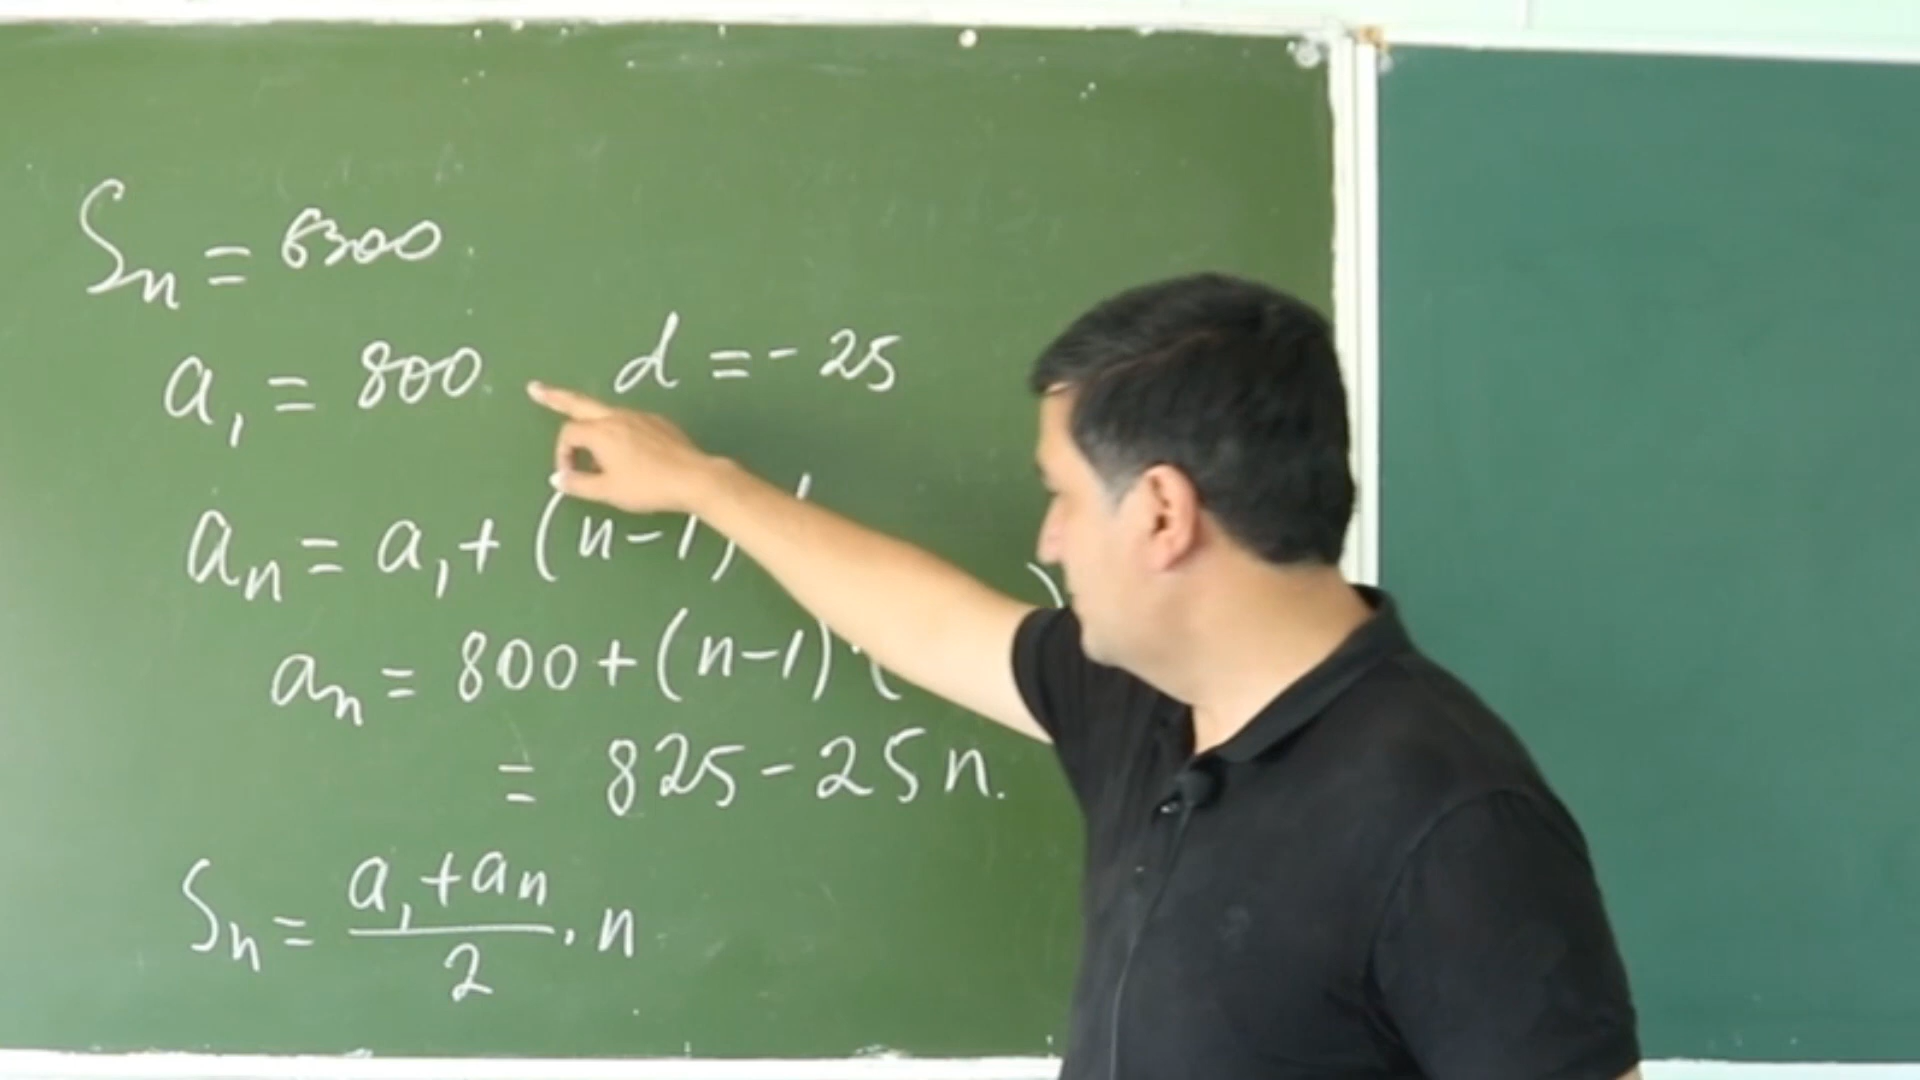 Sn = 6300
a₁ = 800 d = - 25
an = a₁ + (n-1)
an = 800 + (n-1) · ( )
= 825 - 25n.
Sn = (a₁ + an)/2 · n